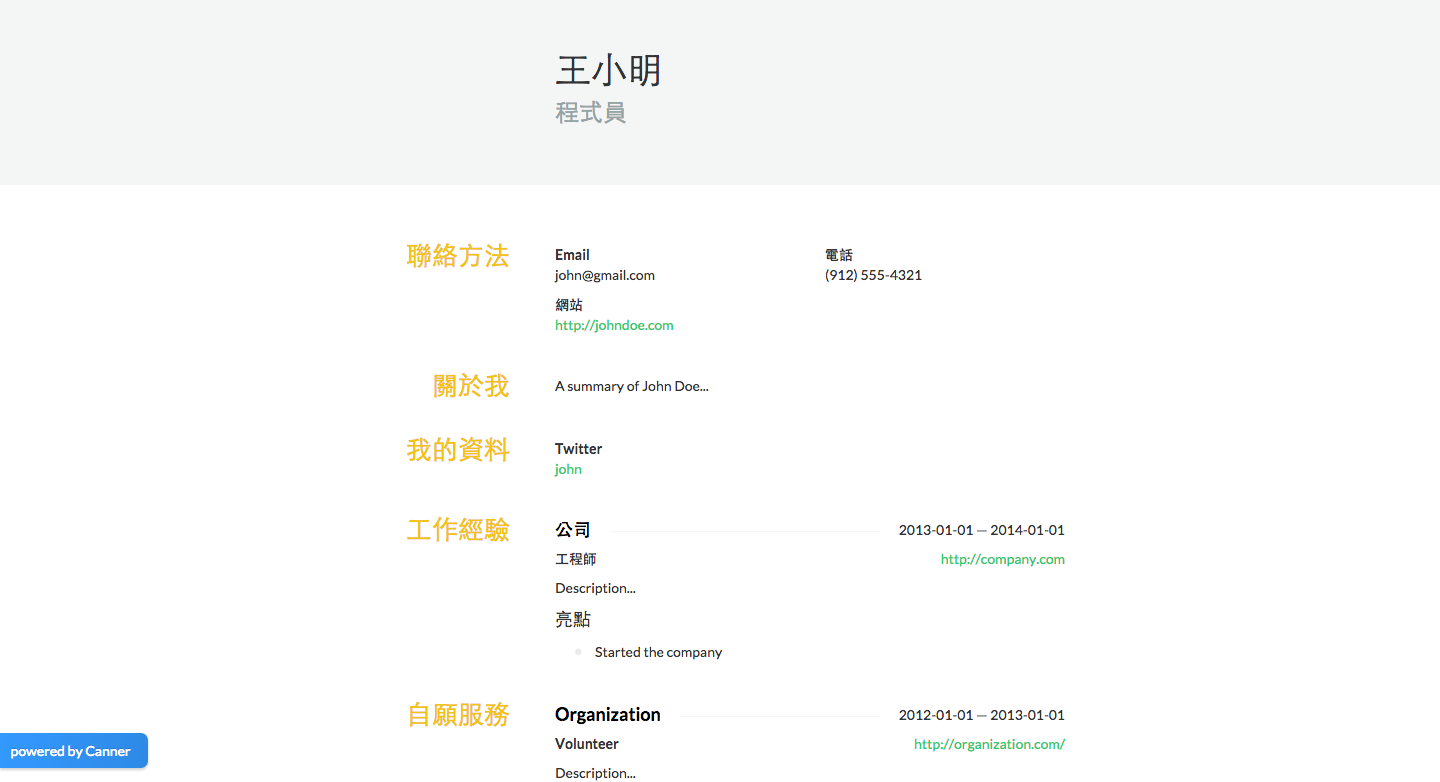 王小明
程式員
聯絡方法
Email
john@gmail.com
電話
(912) 555-4321
網站
http://johndoe.com
關於我
A summary of John Doe...
我的資料
Twitter
john
工作經驗
公司
2013-01-01 — 2014-01-01
工程師
http://company.com
Description...
亮點
Started the company
自願服務
Organization
2012-01-01 — 2013-01-01
Volunteer
http://organization.com/
Description...
powered by Canner